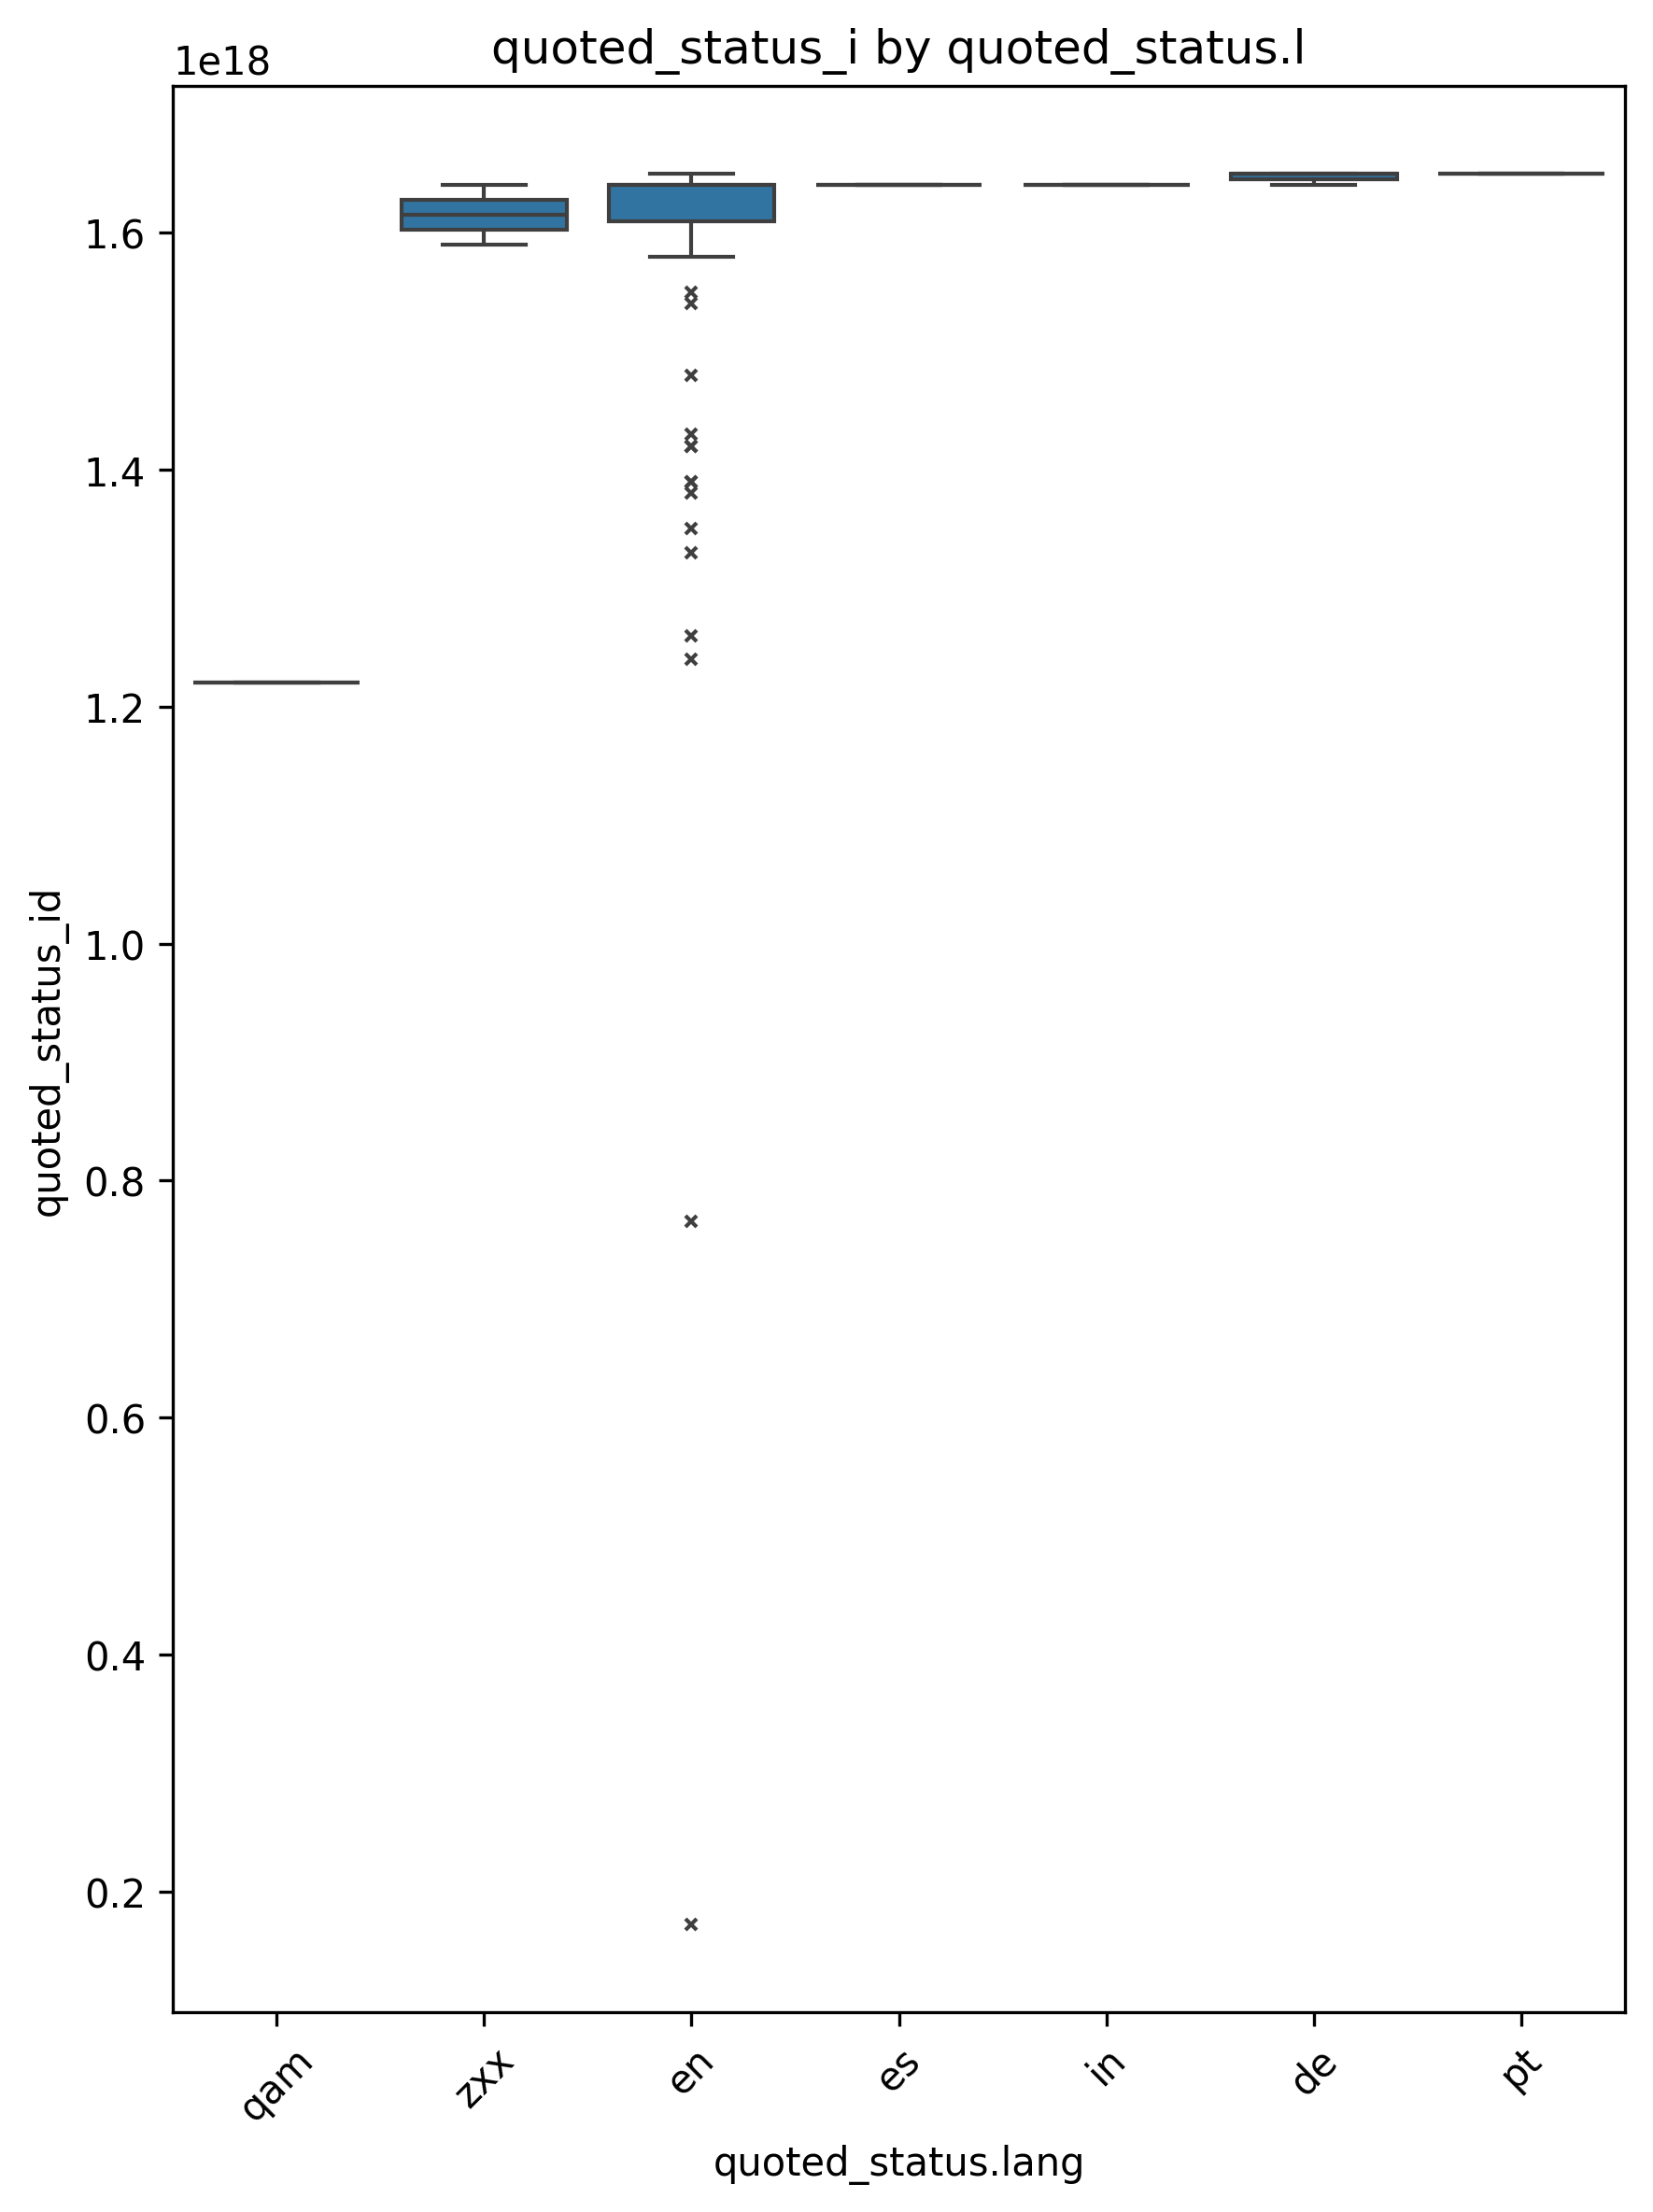 quoted_status_i by quoted_status.l
1e18
1.6
1.4
1.2
1.0
0.8
0.6
0.4
0.2
quoted_status_id
qam
zxx
en
es
in
de
pt
quoted_status.lang